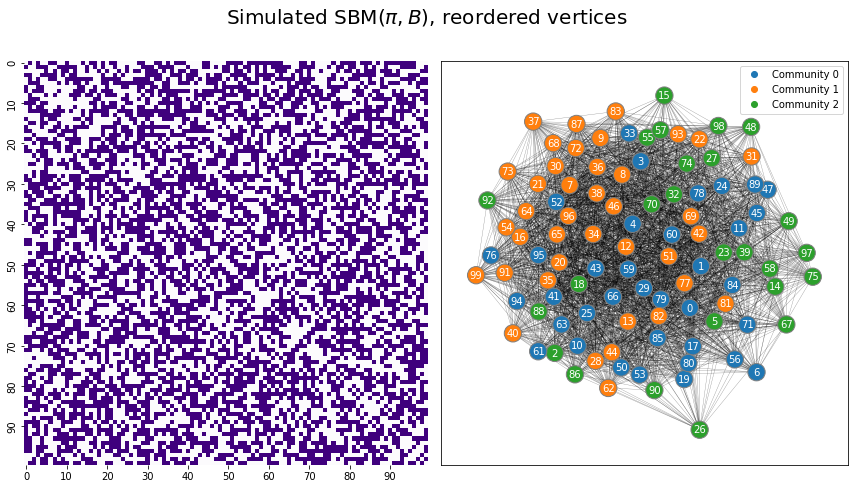 Simulated SBM(π, B), reordered vertices
0
10
20
30
40
50
60
70
80
90
0 10 20 30 40 50 60 70 80 90
Community 0
Community 1
Community 2
15
83
37 87 33 57 98 48
9 55 93 22
68 72
36 3 74 27 31
73 30 8
21 7 38 32 78 24 89 47
92 52 46 70
64 96 4 69 11 45 49
54 16 65 34 60 42
76 95 12 51 23 39 97
99 91 20 43 59 1 58 75
35 18 29 77 84 14
94 41 66 79 81
88 25 0
40 63 13 82 5 71 67
61 2 10 44 85 17
28 50 80 56
86 53 19 6
62 90
26